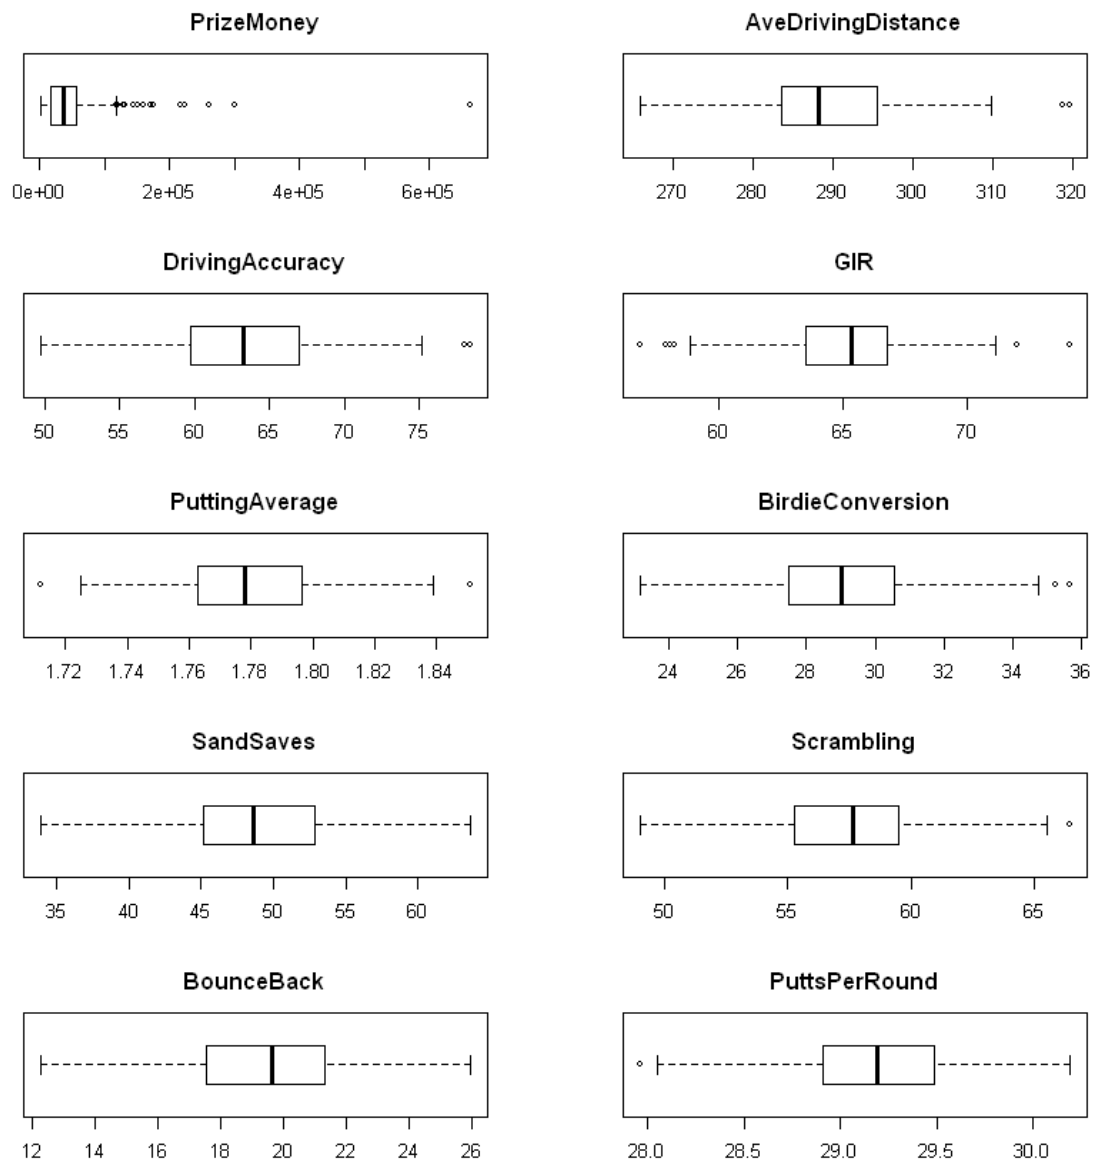 PrizeMoney
0e+00 2e+05 4e+05 6e+05
AveDrivingDistance
270 280 290 300 310 320
DrivingAccuracy
50 55 60 65 70 75
GIR
60 65 70
PuttingAverage
1.72 1.74 1.76 1.78 1.80 1.82 1.84
BirdieConversion
24 26 28 30 32 34 36
SandSaves
35 40 45 50 55 60
Scrambling
50 55 60 65
BounceBack
12 14 16 18 20 22 24 26
PuttsPerRound
28.0 28.5 29.0 29.5 30.0